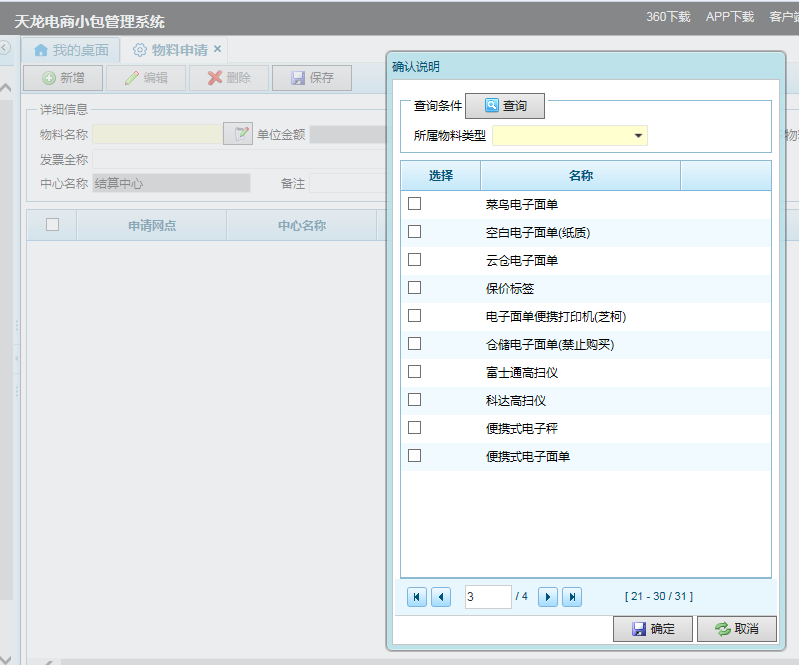 天龙电商小包管理系统
360下载 APP下载 客户端
我的桌面 物料申请
新增 编辑 删除 保存
详细信息
物料名称 单位金额
发票全称
中心名称 结算中心 备注
申请网点 中心名称
确认说明
查询条件 查询
所属物料类型
选择 名称
菜鸟电子面单
空白电子面单(纸质)
云仓电子面单
保价标签
电子面单便携打印机(芝柯)
仓储电子面单(禁止购买)
富士通高扫仪
科达高扫仪
便携式电子秤
便携式电子面单
3 / 4 [ 21 - 30 / 31 ]
确定 取消